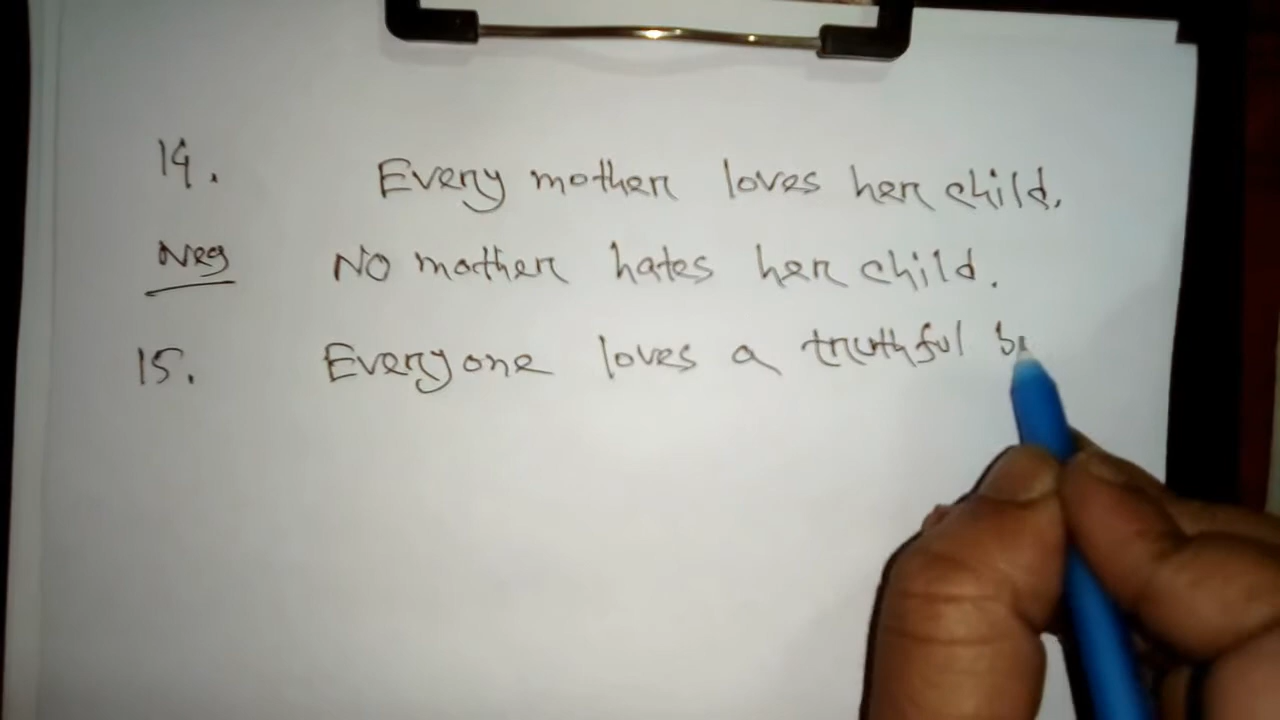 14. Every mother loves her child.
Neg No mother hates her child.
15. Everyone loves a truthful